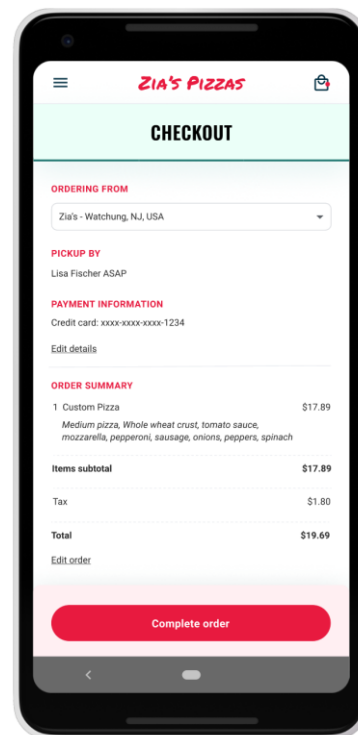 ZIA'S PIZZAS
CHECKOUT
ORDERING FROM
Zia's - Watchung, NJ, USA
PICKUP BY
Lisa Fischer ASAP
PAYMENT INFORMATION
Credit card: xxxx-xxxx-xxxx-1234
Edit details
ORDER SUMMARY
1 Custom Pizza $17.89
Medium pizza, Whole wheat crust, tomato sauce,
mozzarella, pepperoni, sausage, onions, peppers, spinach
Items subtotal $17.89
Tax $1.80
Total $19.69
Edit order
Complete order